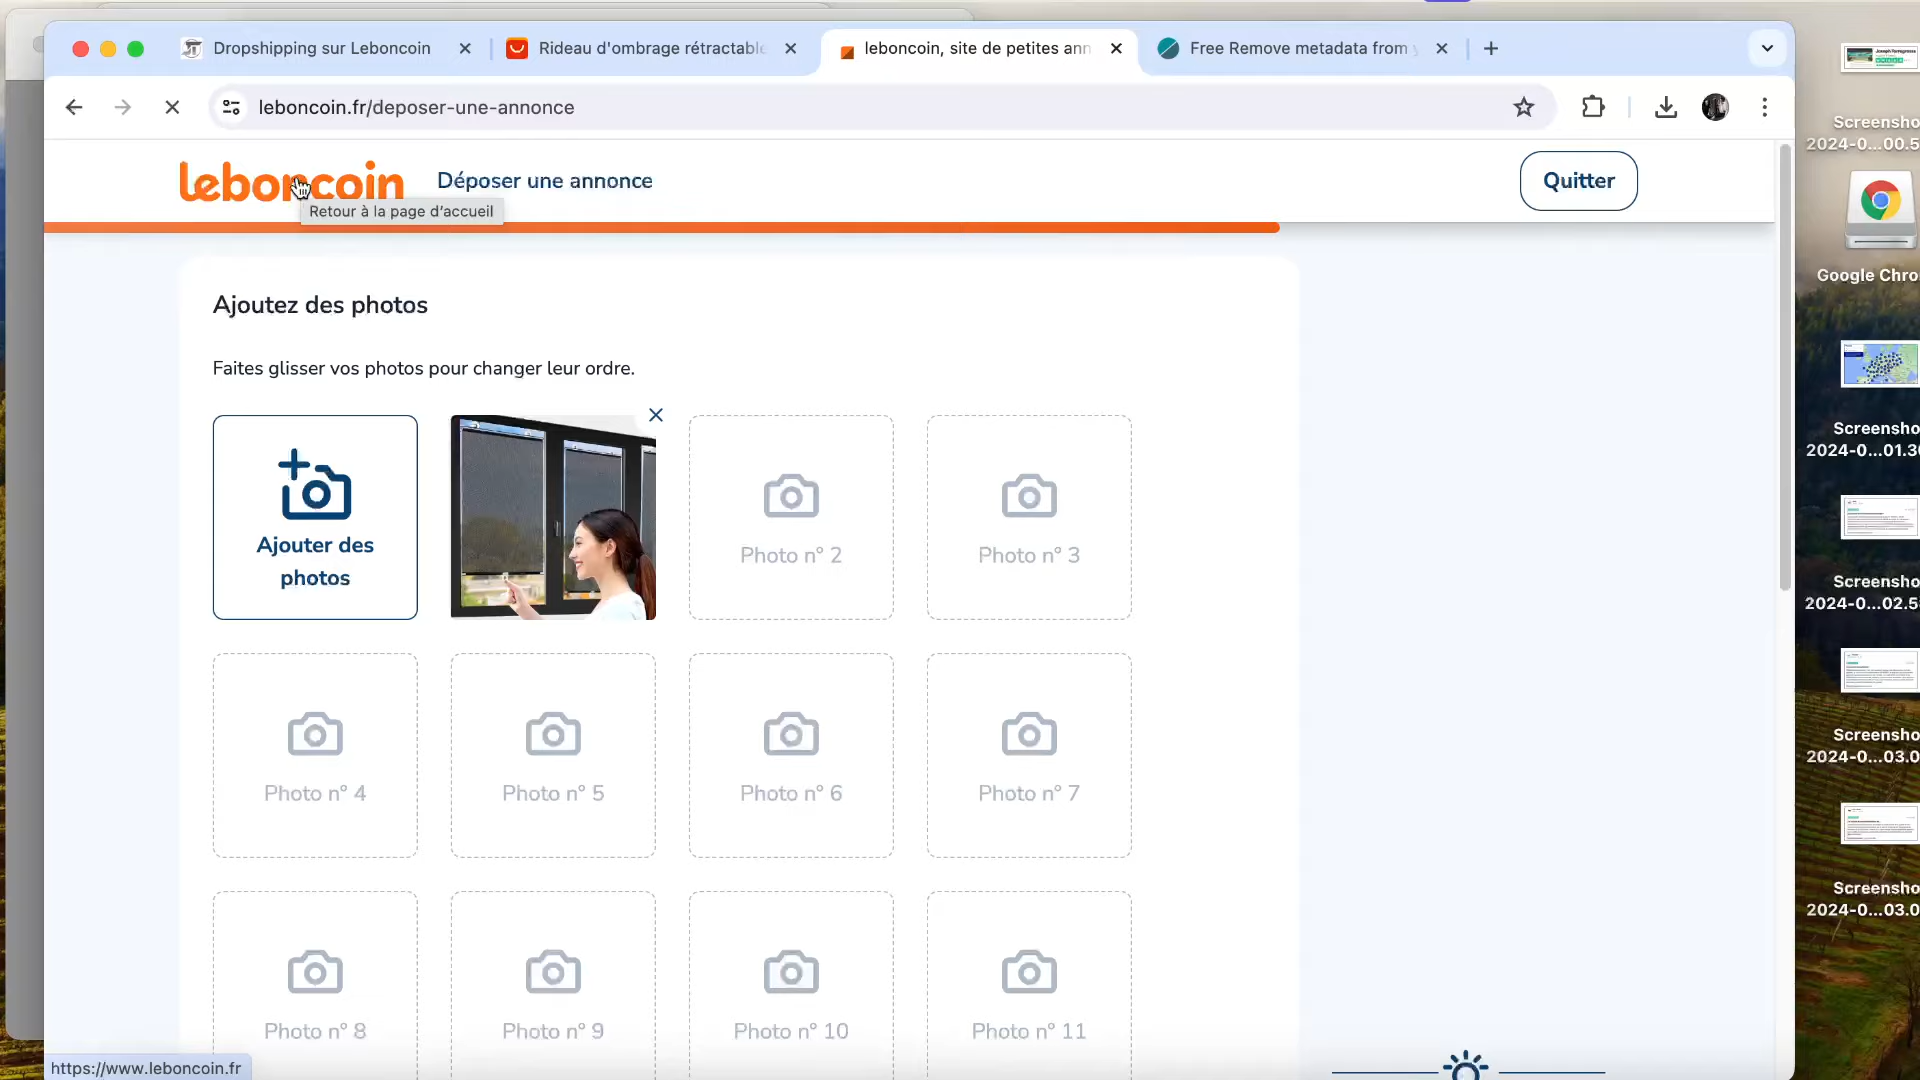 Dropshipping sur Leboncoin
Rideau d'ombrage rétractable
leboncoin, site de petites ann
Free Remove metadata from y
leboncoin.fr/deposer-une-annonce
leboncoin
Déposer une annonce
Quitter
Retour à la page d'accueil
Ajoutez des photos
Faites glisser vos photos pour changer leur ordre.
Ajouter des
photos
Photo n° 2
Photo n° 3
Photo n° 4
Photo n° 5
Photo n° 6
Photo n° 7
Photo n° 8
Photo n° 9
Photo n° 10
Photo n° 11
https://www.leboncoin.fr
Screensho
2024-0...00.5
Google Chro
Screensho
2024-0...01.3
Screensho
2024-0...02.5
Screensho
2024-0...03.0
Screensho
2024-0...03.0